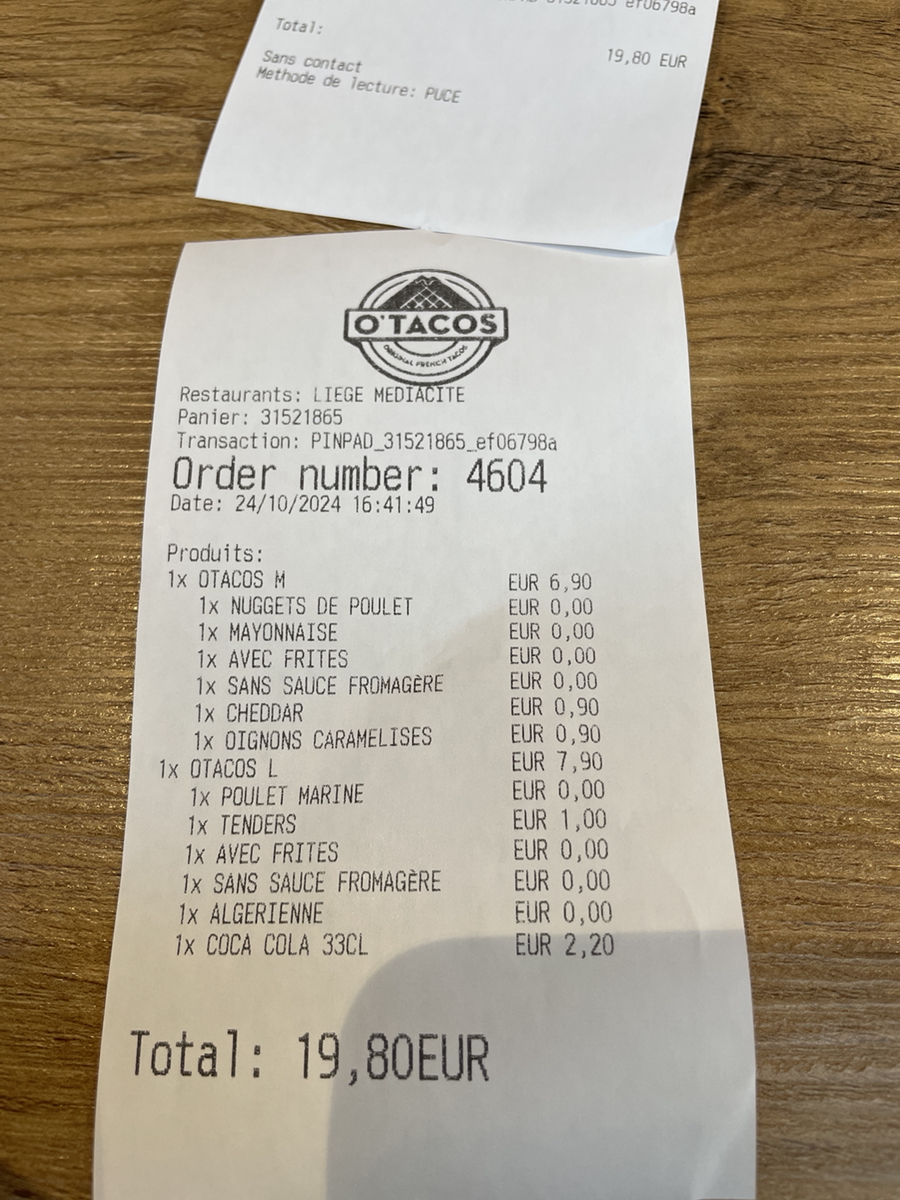 Total:
19,80 EUR
Sans contact
Methode de lecture: PUCE
O'TACOS
ORIGINAL FRENCH TACOS
Restaurants: LIEGE MEDIACITE
Panier: 31521865
Transaction: PINPAD_31521865_ef06798a
Order number: 4604
Date: 24/10/2024 16:41:49
Produits:
1x OTACOS M EUR 6,90
1x NUGGETS DE POULET EUR 0,00
1x MAYONNAISE EUR 0,00
1x AVEC FRITES EUR 0,00
1x SANS SAUCE FROMAGÈRE EUR 0,00
1x CHEDDAR EUR 0,90
1x OIGNONS CARAMELISES EUR 0,90
1x OTACOS L EUR 7,90
1x POULET MARINE EUR 0,00
1x TENDERS EUR 1,00
1x AVEC FRITES EUR 0,00
1x SANS SAUCE FROMAGÈRE EUR 0,00
1x ALGERIENNE EUR 0,00
1x COCA COLA 33CL EUR 2,20
Total: 19,80EUR